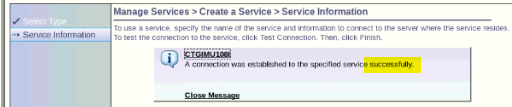 Manage Services > Create a Service > Service Information
Select Type
Service Information
To use a service, specify the name of the service and information to connect to the server where the service resides.
To test the connection to the service, click Test Connection. Then, click Finish.
CTGIMU108I
A connection was established to the specified service successfully.
Close Message